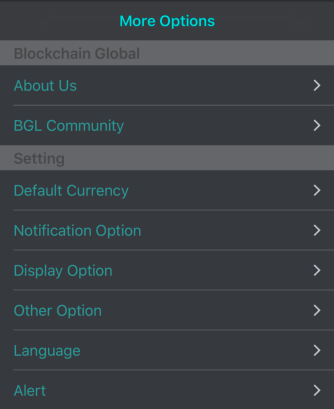 More Options
Blockchain Global
About Us
BGL Community
Setting
Default Currency
Notification Option
Display Option
Other Option
Language
Alert